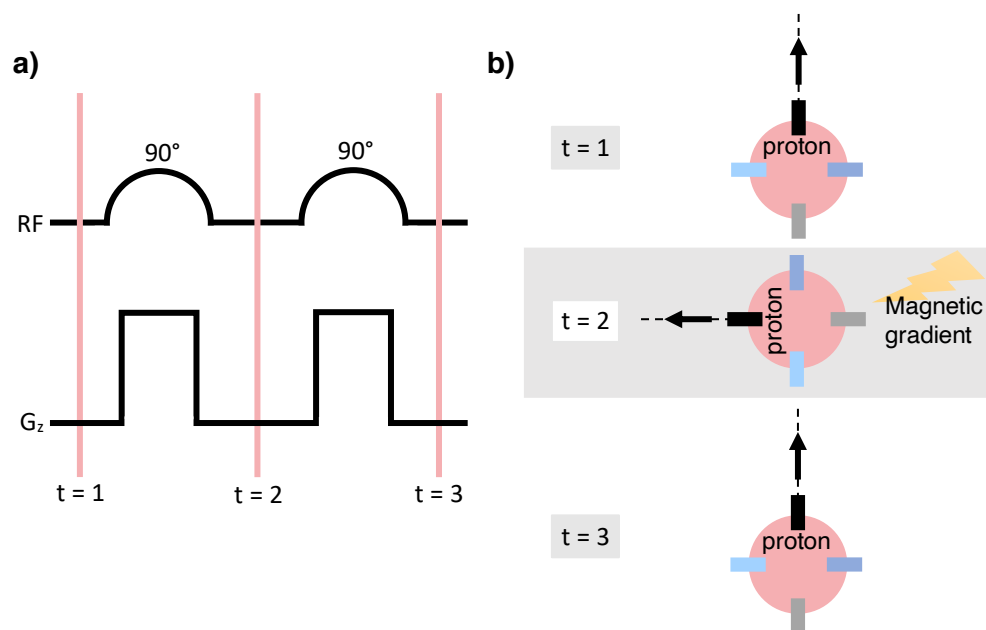 a)
90°
90°
RF
Gz
t = 1
t = 2
t = 3
b)
t = 1
proton
t = 2
proton
Magnetic
gradient
t = 3
proton